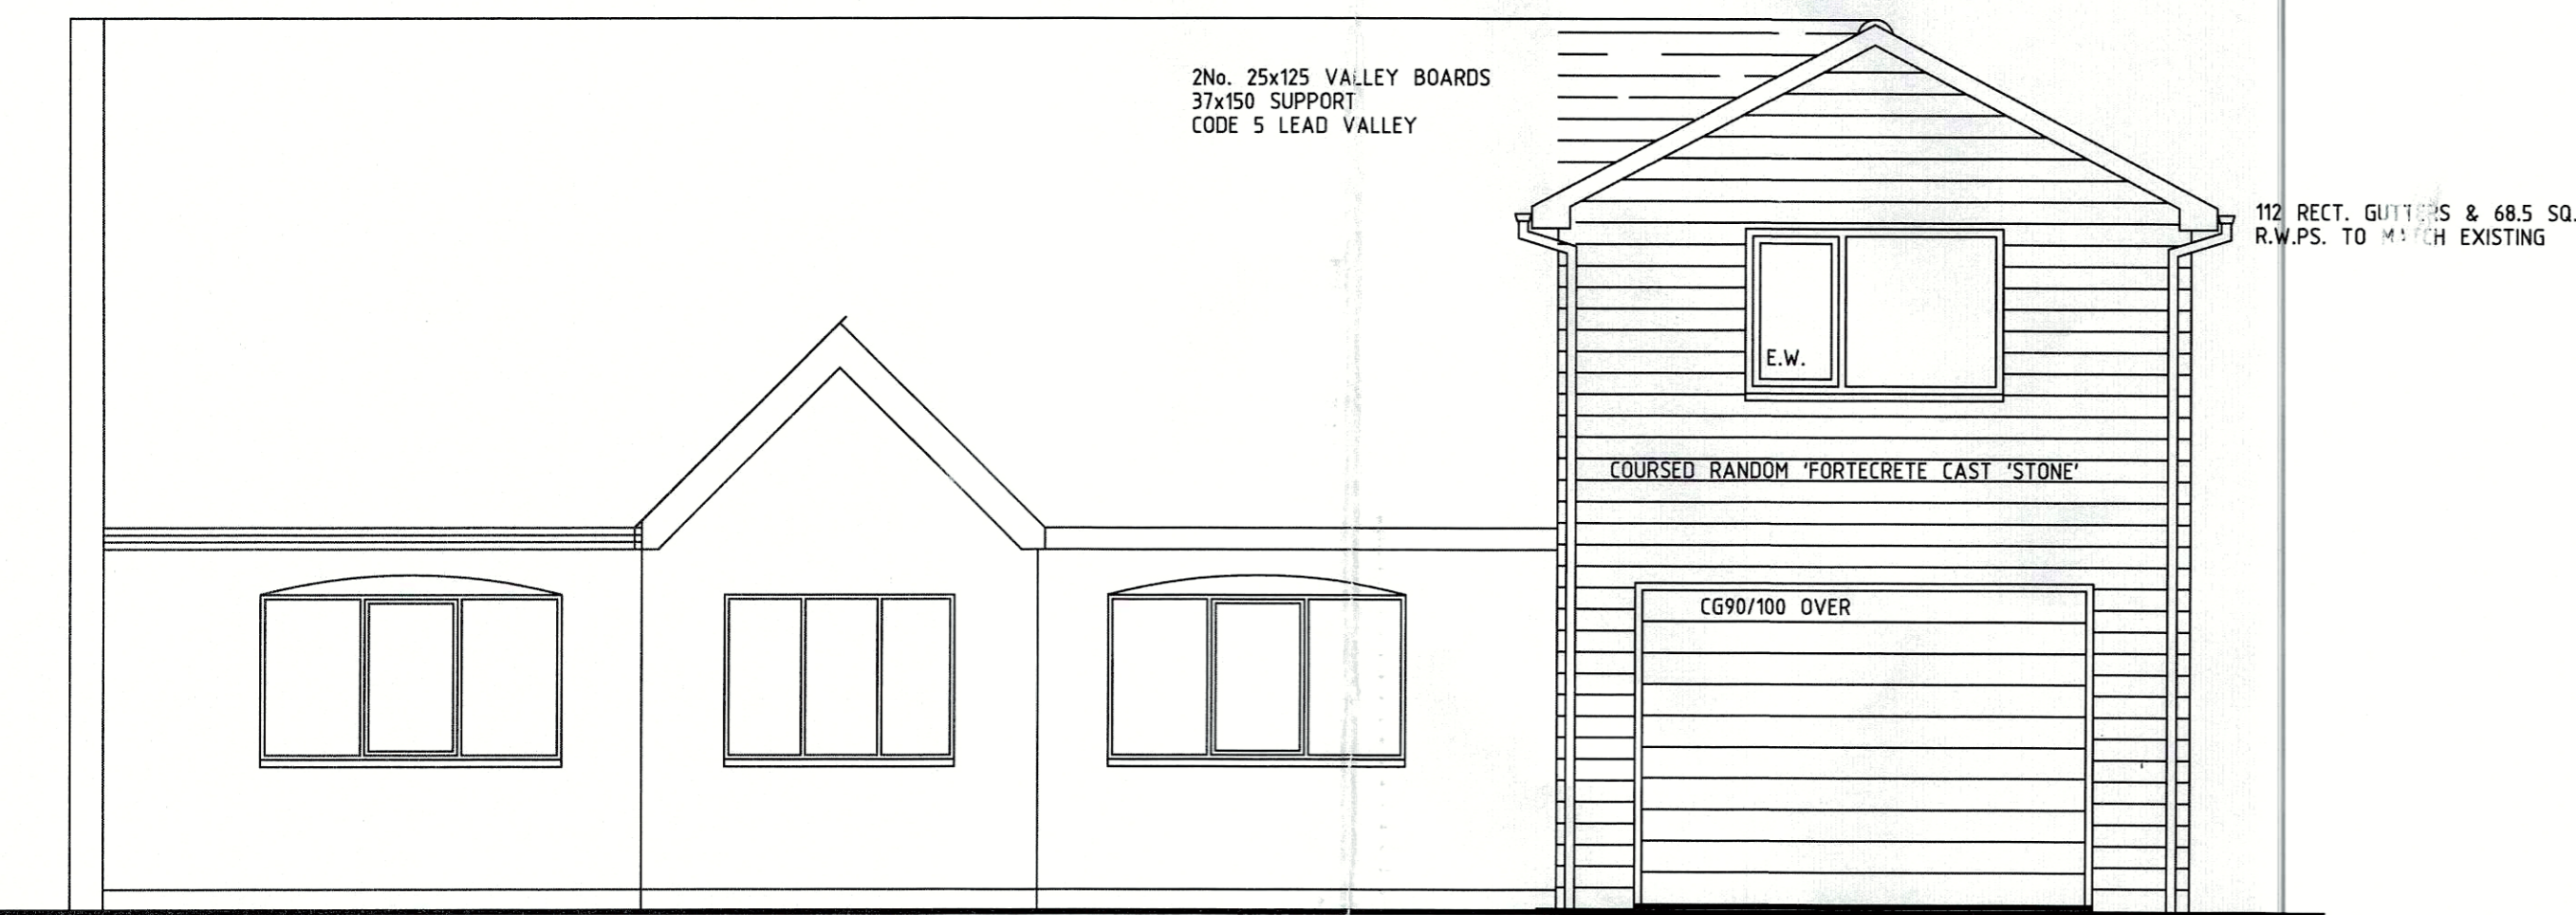 2No. 25x125 VALLEY BOARDS
37x150 SUPPORT
CODE 5 LEAD VALLEY
112 RECT. GUTTERS & 68.5 SQ.
R.W.PS. TO MATCH EXISTING
E.W.
COURSED RANDOM 'FORTECRETE CAST 'STONE'
CG90/100 OVER